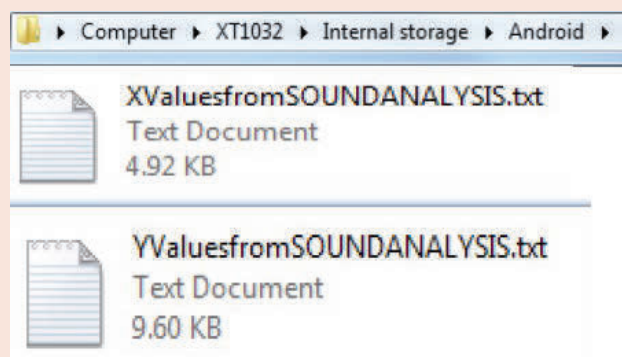 Computer ▸ XT1032 ▸ Internal storage ▸ Android ▸
XValuesfromSOUNDANALYSIS.txt
Text Document
4.92 KB
YValuesfromSOUNDANALYSIS.txt
Text Document
9.60 KB